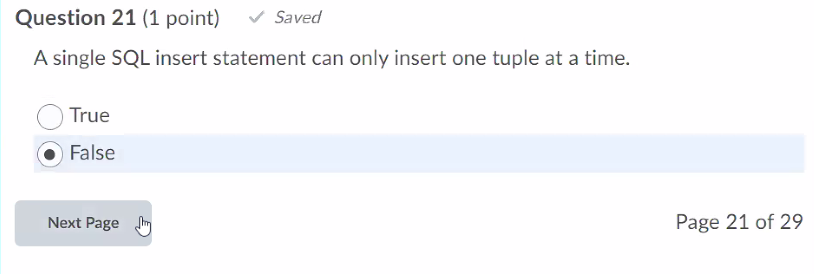 Question 21 (1 point) Saved
A single SQL insert statement can only insert one tuple at a time.
True
False
Next Page Page 21 of 29